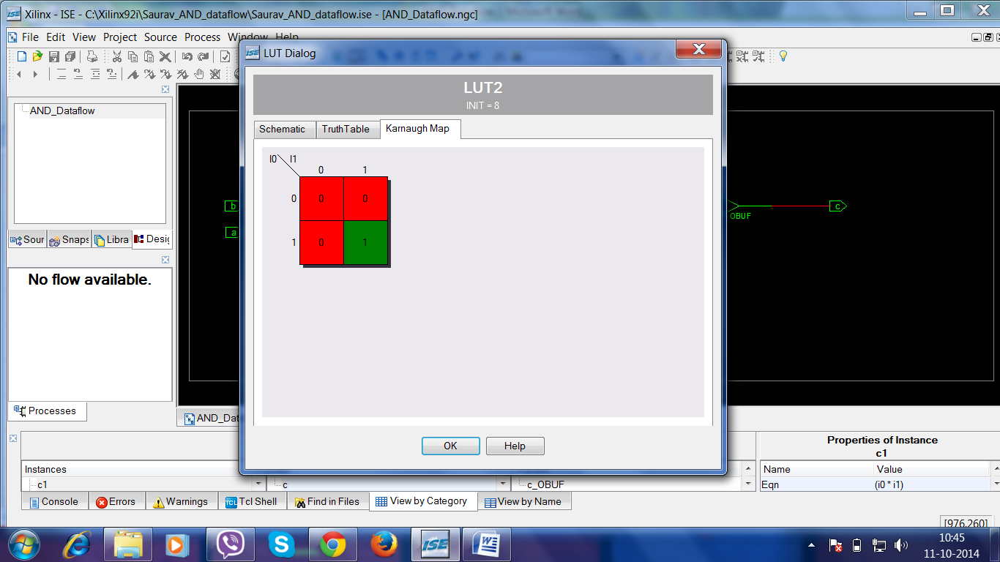 Xilinx - ISE - C:\Xilinx92i\Saurav_AND_dataflow\Saurav_AND_dataflow.ise - [AND_Dataflow.ngc]
File Edit View Project Source Process Window Help
LUT Dialog
LUT2
INIT = 8
Schematic TruthTable Karnaugh Map
I0 I1
0 1
0 0 0
1 0 1
OK Help
AND_Dataflow
Sour Snaps Libra Desig
No flow available.
Processes
b
a
OBUF
c
AND_Dat
Instances
c1 c c_OBUF
Properties of Instance
c1
Name Value
Eqn (i0 * i1)
Console Errors Warnings TCL Tcl Shell Find in Files View by Category View by Name
[976,260]
ISE
10:45
11-10-2014